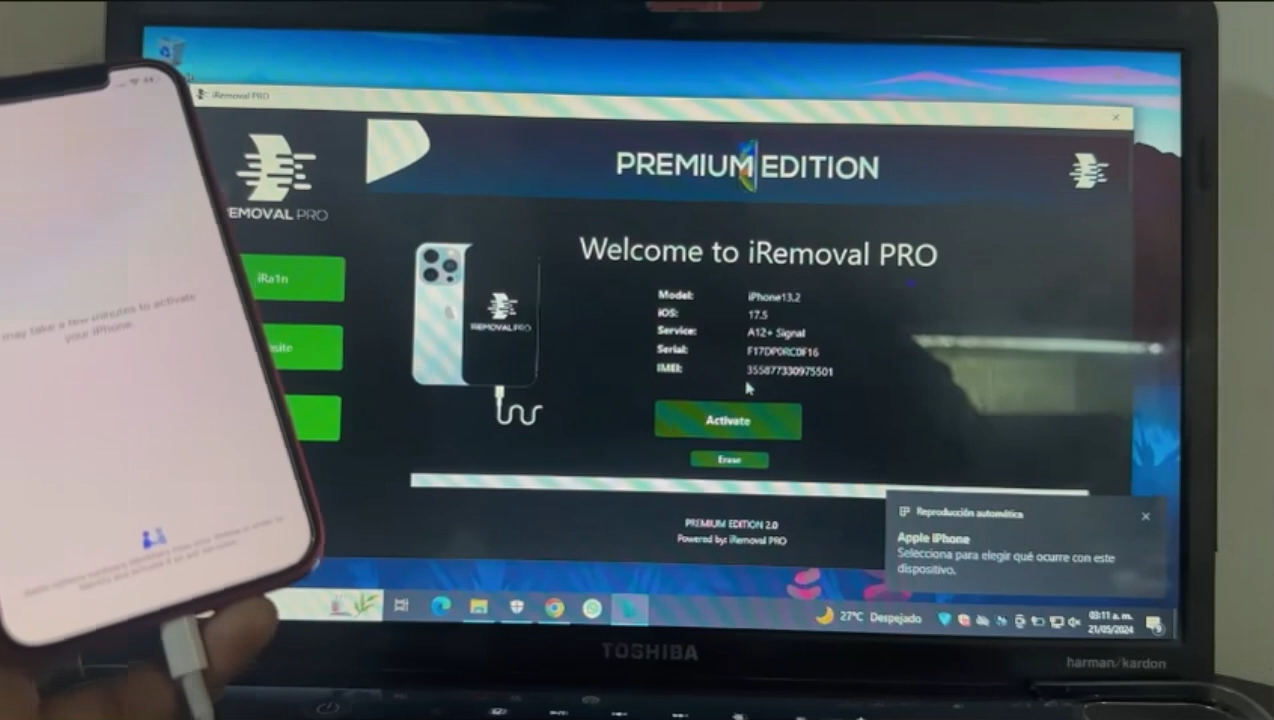 iRemoval PRO
PREMIUM EDITION
EMOVAL PRO
Welcome to iRemoval PRO
iRa1n
Model: iPhone13,2
iOS: 17.5
Service: A12+ Signal
Serial: F17DP0RC0F16
IMEI: 355877330975501
IREMOVALPRO
may take a few minutes to activate
your iPhone.
site
Activate
Erase
PREMIUM EDITION 2.0
Powered by: iRemoval PRO
Reproducción automática
Apple iPhone
Selecciona para elegir qué ocurre con este
dispositivo.
27°C Despejado
03:11 a. m.
21/05/2024
TOSHIBA
harman/kardon